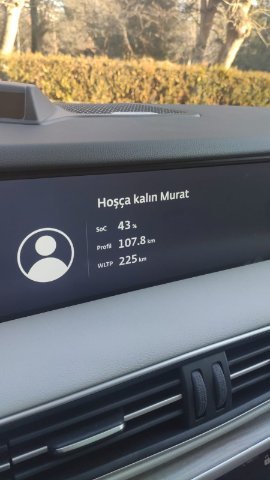 Hoşça kalın Murat
SoC 43 %
Profil 107.8 km
WLTP 225 km